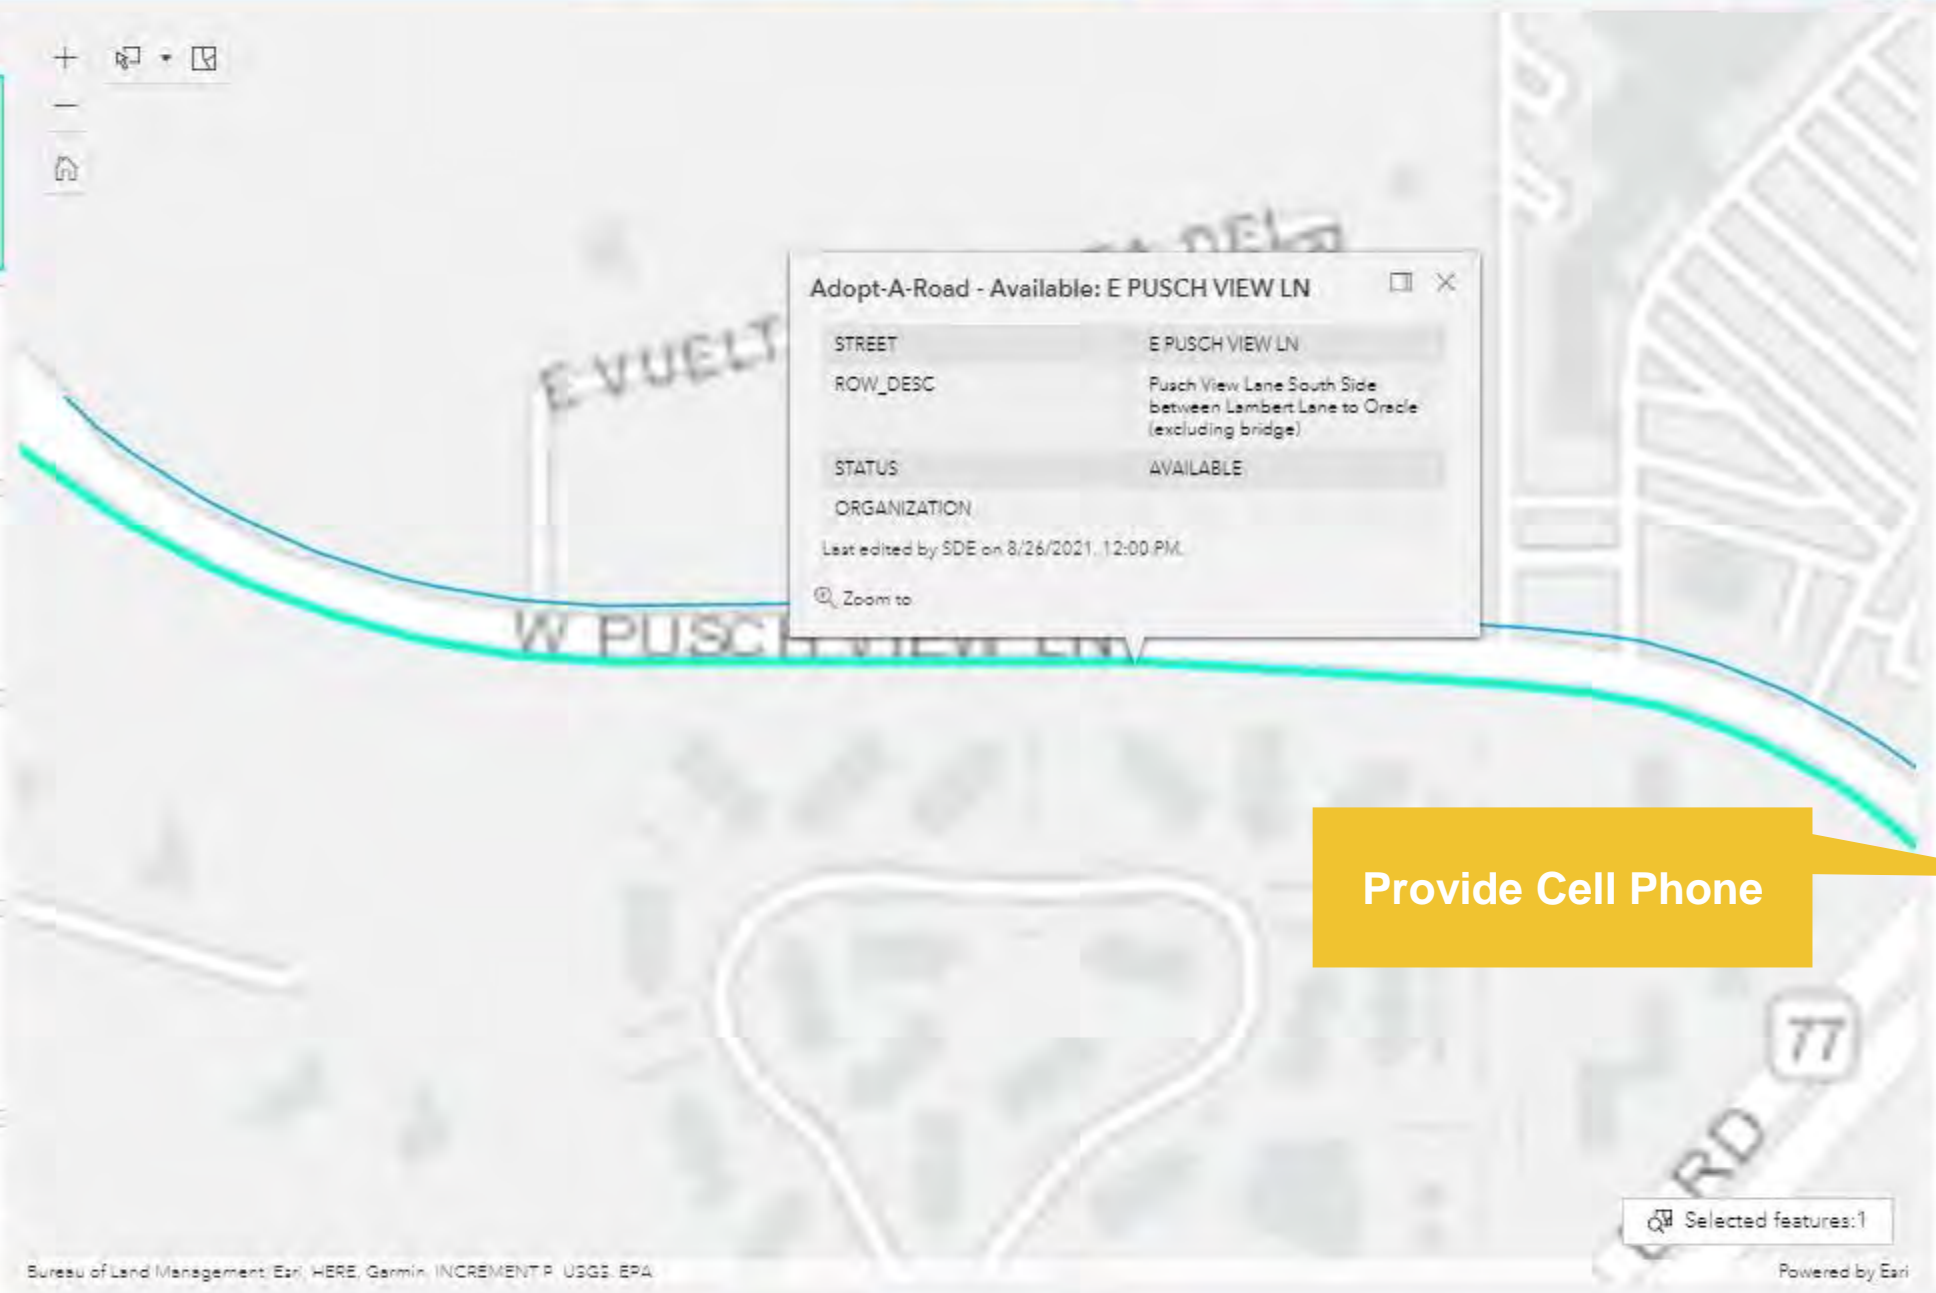 DEL
Adopt-A-Road - Available: E PUSCH VIEW LN
E VUELT
STREET E PUSCH VIEW LN
ROW_DESC Pusch View Lane South Side
between Lambert Lane to Oracle
(excluding bridge)
STATUS AVAILABLE
ORGANIZATION
Last edited by SDE on 8/26/2021, 12:00 PM.
Zoom to
W PUSCH VIEW LN
Provide Cell Phone
77
RD
Selected features:1
Bureau of Land Management, Esri, HERE, Garmin, INCREMENT P, USGS, EPA
Powered by Esri